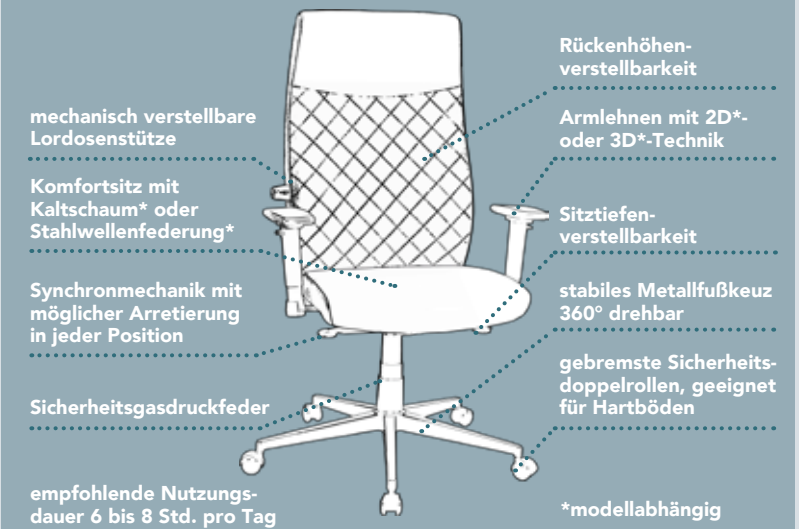 mechanisch verstellbare
Lordosenstütze
Komfortsitz mit
Kaltschaum* oder
Stahlwellenfederung*
Synchronmechanik mit
möglicher Arretierung
in jeder Position
Sicherheitsgasdruckfeder
empfohlende Nutzungs-
dauer 6 bis 8 Std. pro Tag
Rückenhöhen-
verstellbarkeit
Armlehnen mit 2D*-
oder 3D*-Technik
Sitztiefen-
verstellbarkeit
stabiles Metallfußkeuz
360° drehbar
gebremste Sicherheits-
doppelrollen, geeignet
für Hartböden
*modellabhängig